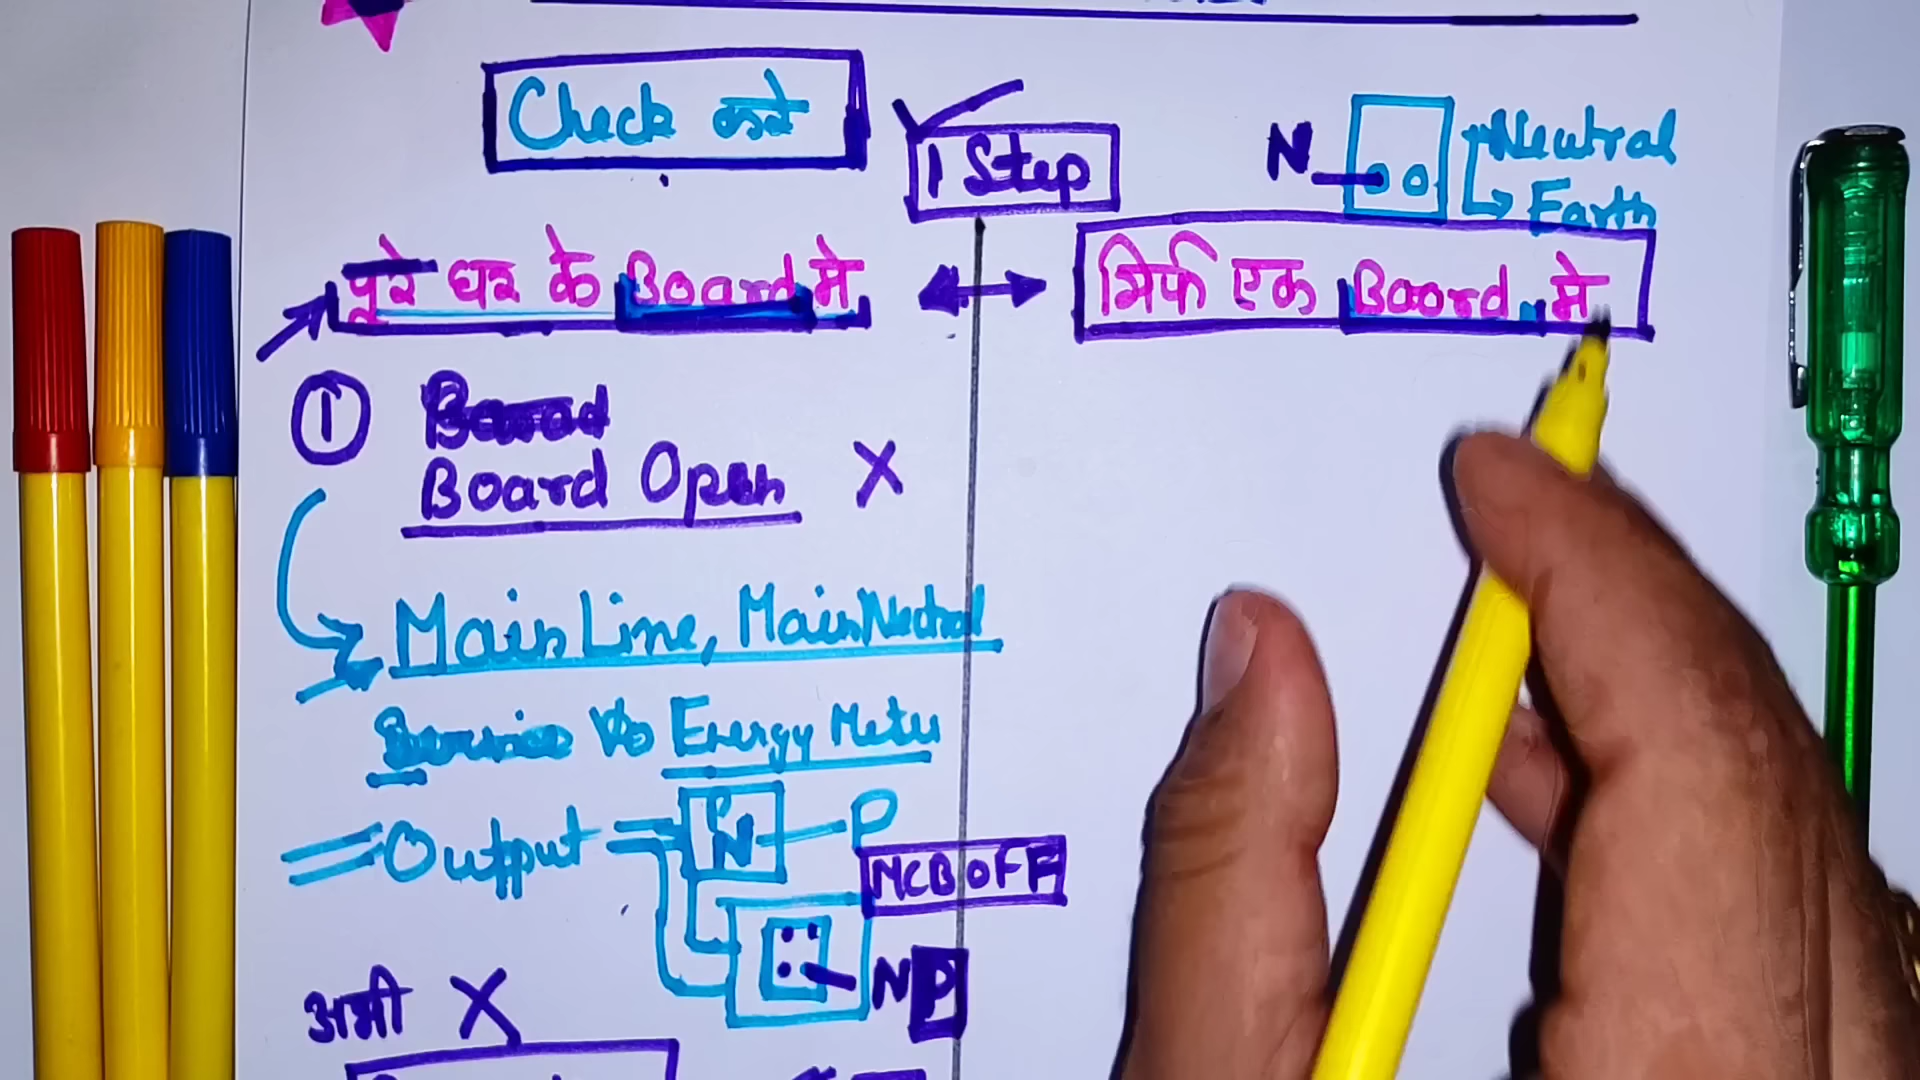 Check करे
1 Step
N
Neutral
Earth
पूरे घर के Board मे
सिर्फ एक Board मे
1
Board Open X
Main Line, Main Neutral
Service V/s Energy Meter
Output
P
N
P
MCB OFF
N P
अभी X